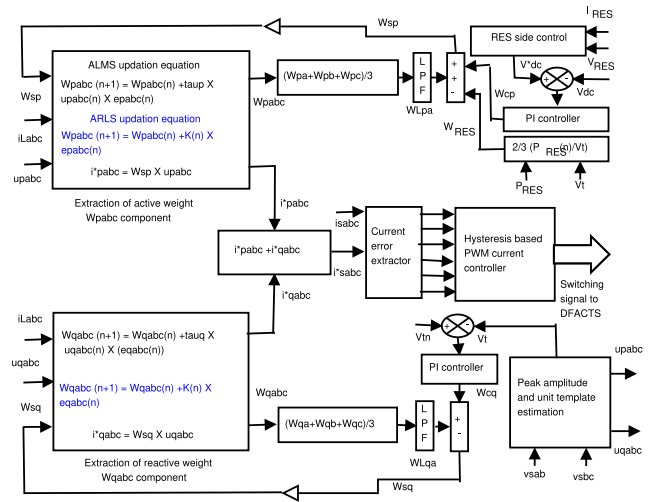 Wsp
I RES
RES side control
V*dc
VRES
Vdc
ALMS updation equation
Wpabc (n+1) = Wpabc(n) +taup X
upabc(n) X epabc(n)
ARLS updation equation
Wpabc (n+1) = Wpabc(n) +K(n) X
epabc(n)
i*pabc = Wsp X upabc
Wsp
iLabc
upabc
Wpabc
(Wpa+Wpb+Wpc)/3
L
P
F
WLpa
+
+
-
Wcp
WRES
+
-
PI controller
2/3 (PRES(n)/Vt)
PRES
Vt
Extraction of active weight
Wpabc component
i*pabc
i*pabc +i*qabc
i*qabc
isabc
i*sabc
Current
error
extractor
Hysteresis based
PWM current
controller
Switching
signal to
DFACTS
iLabc
uqabc
Wsq
Wqabc (n+1) = Wqabc(n) +tauq X
uqabc(n) X (eqabc(n))
Wqabc (n+1) = Wqabc(n) +K(n) X
eqabc(n)
i*qabc = Wsq X uqabc
Extraction of reactive weight
Wqabc component
Wqabc
(Wqa+Wqb+Wqc)/3
L
P
F
WLqa
Vtn
+
-
Vt
PI controller
Wcq
+
-
Wsq
Peak amplitude
and unit template
estimation
upabc
uqabc
vsab
vsbc